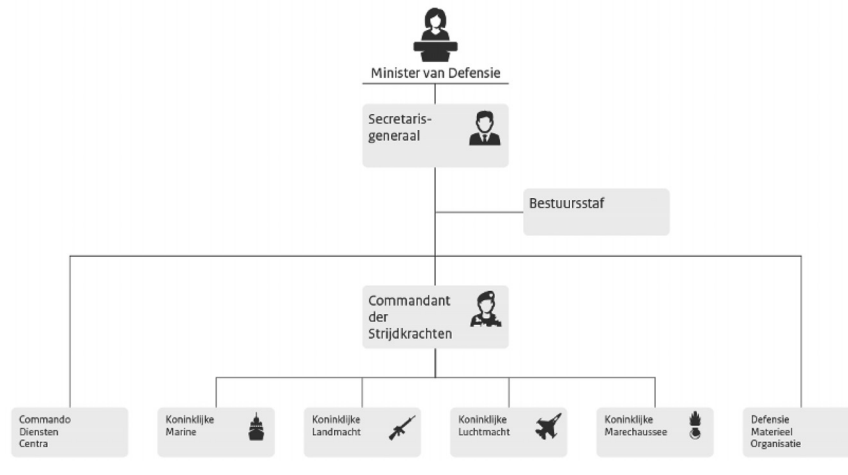 Minister van Defensie
Secretaris-
generaal
Bestuursstaf
Commandant
der
Strijdkrachten
Commando
Diensten
Centra
Koninklijke
Marine
Koninklijke
Landmacht
Koninklijke
Luchtmacht
Koninklijke
Marechaussee
Defensie
Materieel
Organisatie